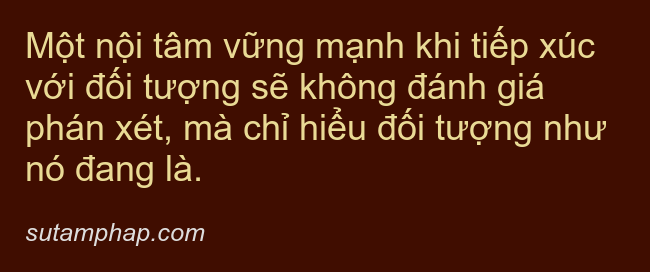 Một nội tâm vững mạnh khi tiếp xúc
với đối tượng sẽ không đánh giá
phán xét, mà chỉ hiểu đối tượng như
nó đang là.
sutamphap.com